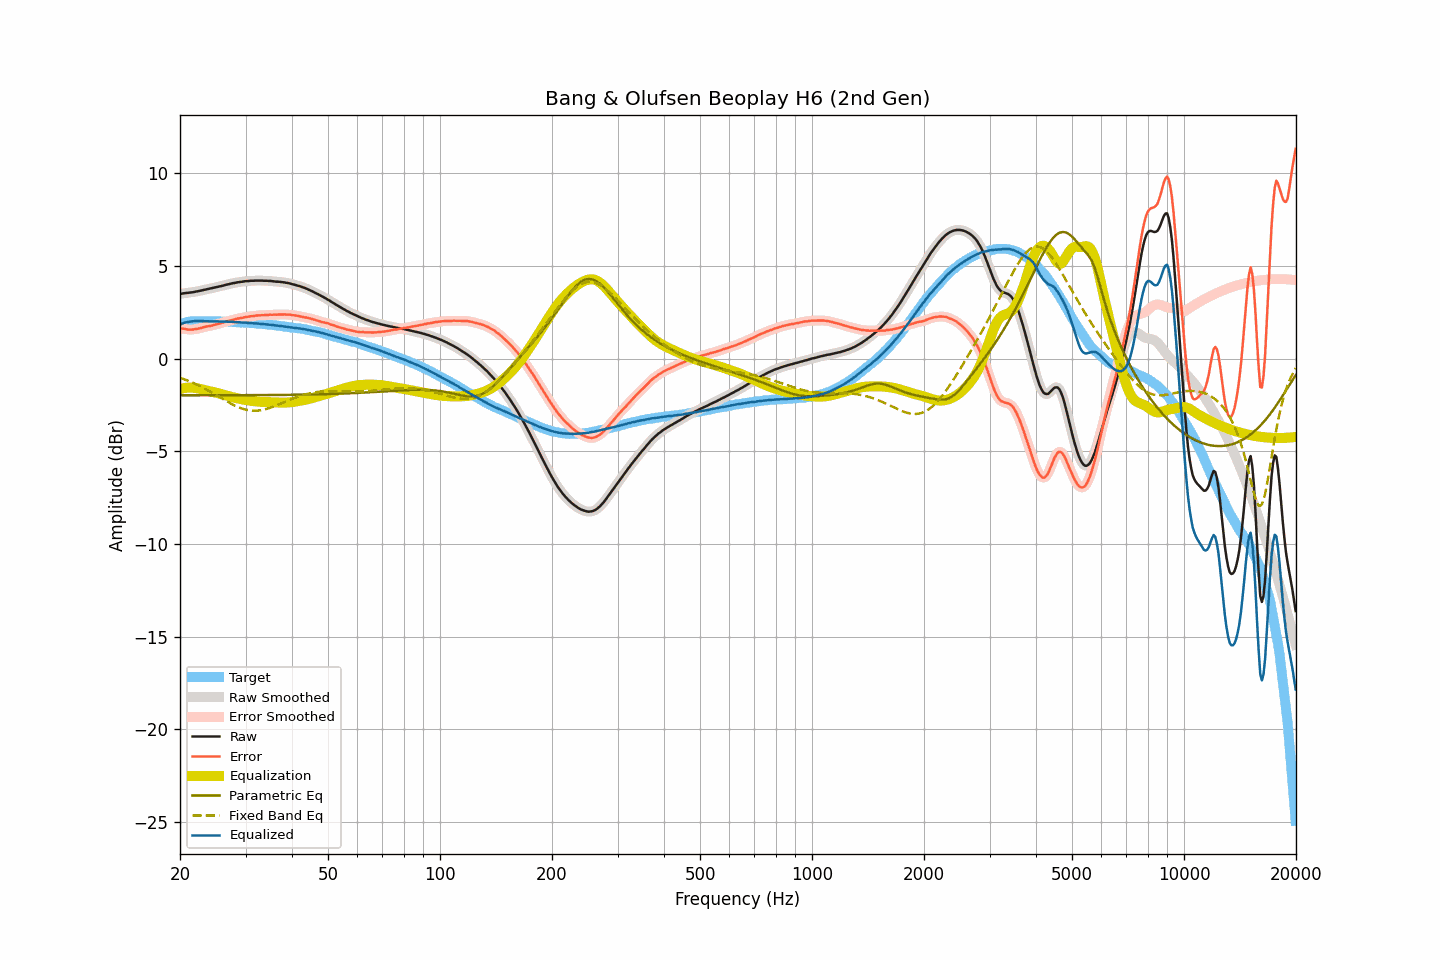 Bang & Olufsen Beoplay H6 (2nd Gen)
Amplitude (dBr)
10
5
0
−5
−10
−15
−20
−25
Target
Raw Smoothed
Error Smoothed
Raw
Error
Equalization
Parametric Eq
Fixed Band Eq
Equalized
20 50 100 200 500 1000 2000 5000 10000 20000
Frequency (Hz)